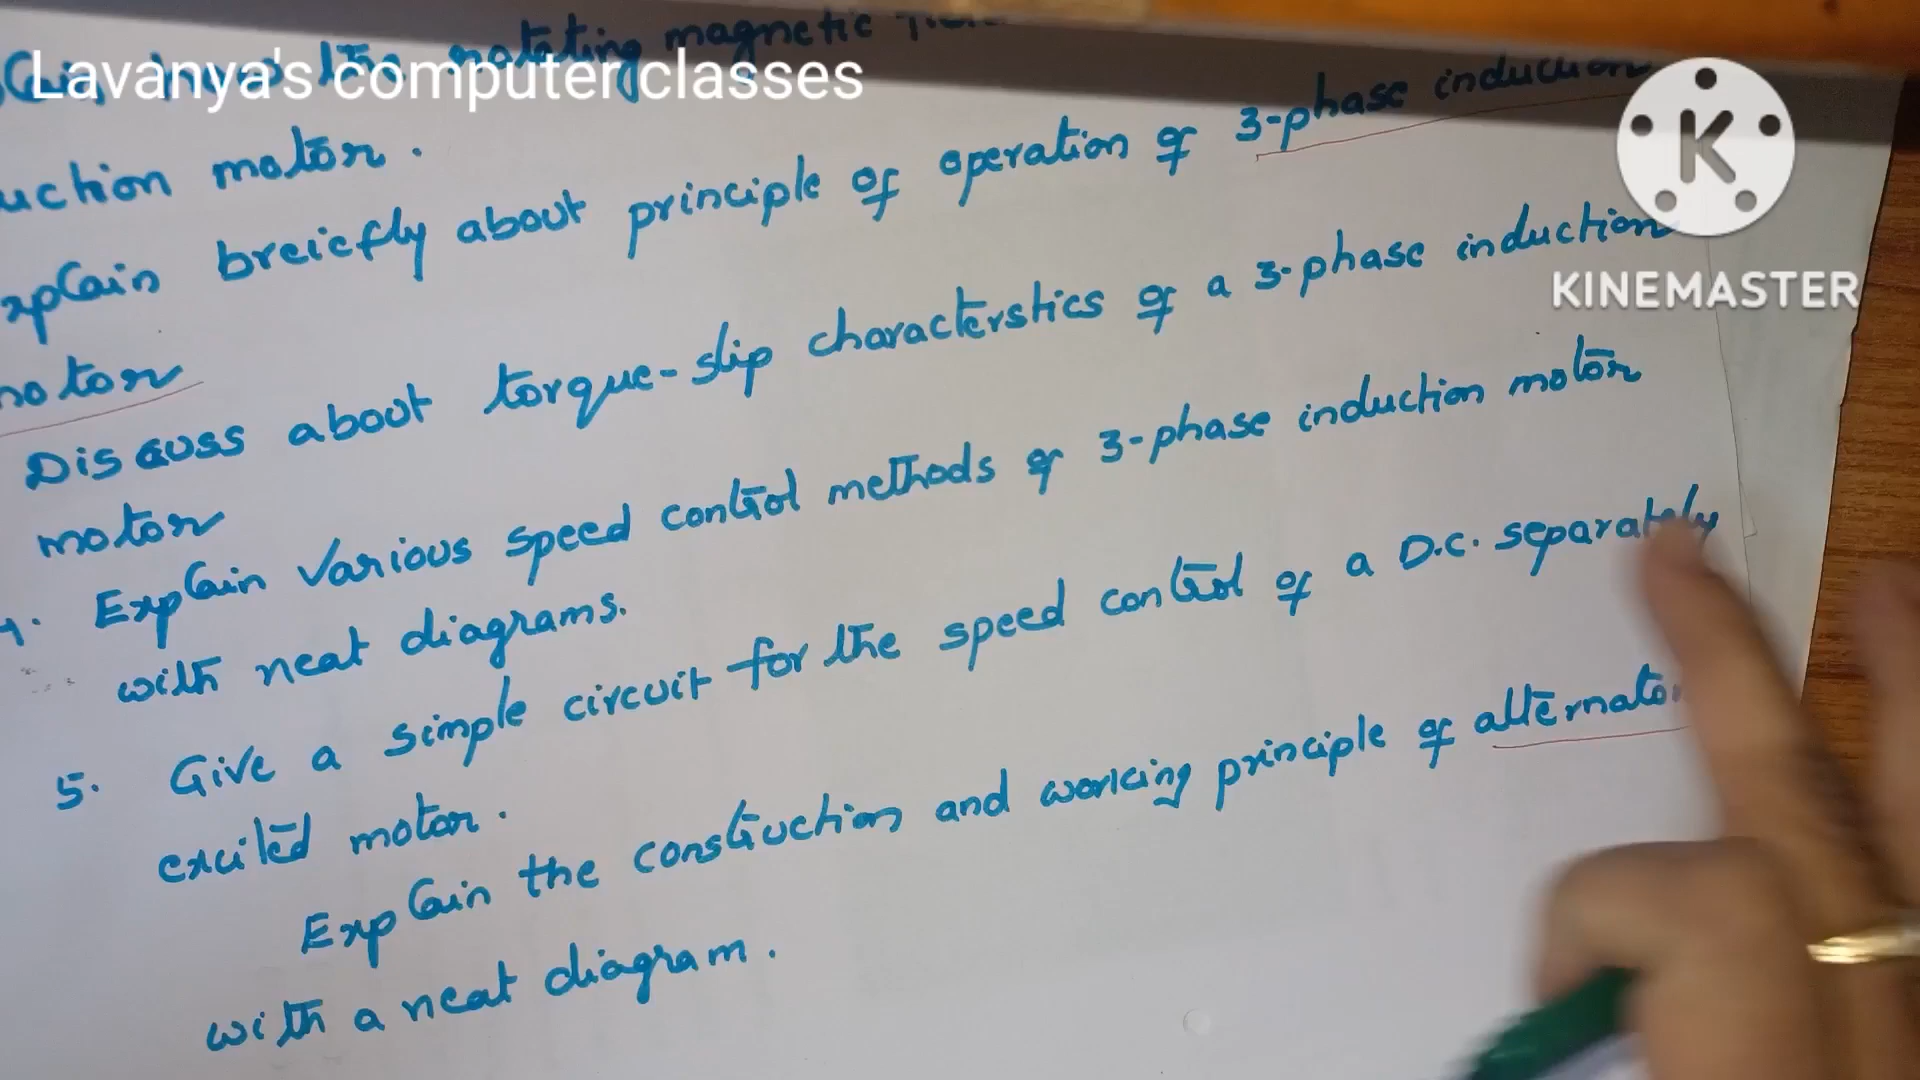 rotating magnetic
Lavanya's computer classes
uction motor.
xplain breicfly about principle of operation of 3-phase induction
notor
Discuss about torque-slip characterstics of a 3-phase induction
motor
4. Explain various speed control methods of 3-phase induction motor
with neat diagrams.
5. Give a simple circuit for the speed control of a D.C. separately
excited motor.
Explain the construction and working principle of alternator
with a neat diagram.
K
KINEMASTER